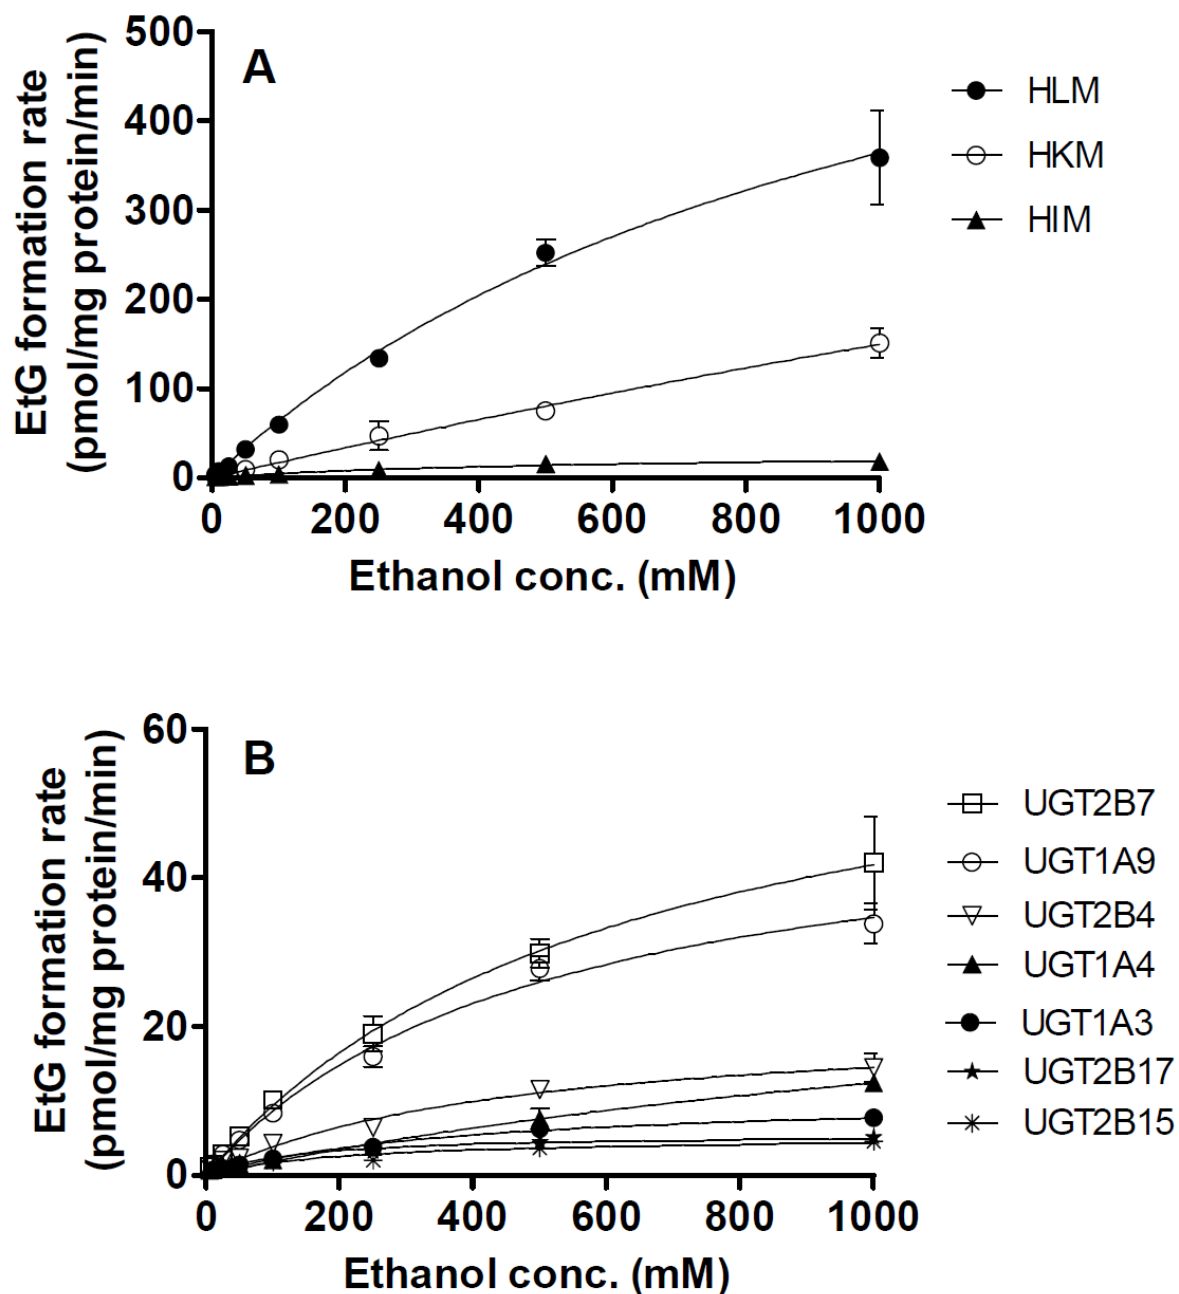 A
EtG formation rate
(pmol/mg protein/min)
500
400
300
200
100
0
0 200 400 600 800 1000
Ethanol conc. (mM)
HLM
HKM
HIM
B
EtG formation rate
(pmol/mg protein/min)
60
40
20
0
0 200 400 600 800 1000
Ethanol conc. (mM)
UGT2B7
UGT1A9
UGT2B4
UGT1A4
UGT1A3
UGT2B17
UGT2B15